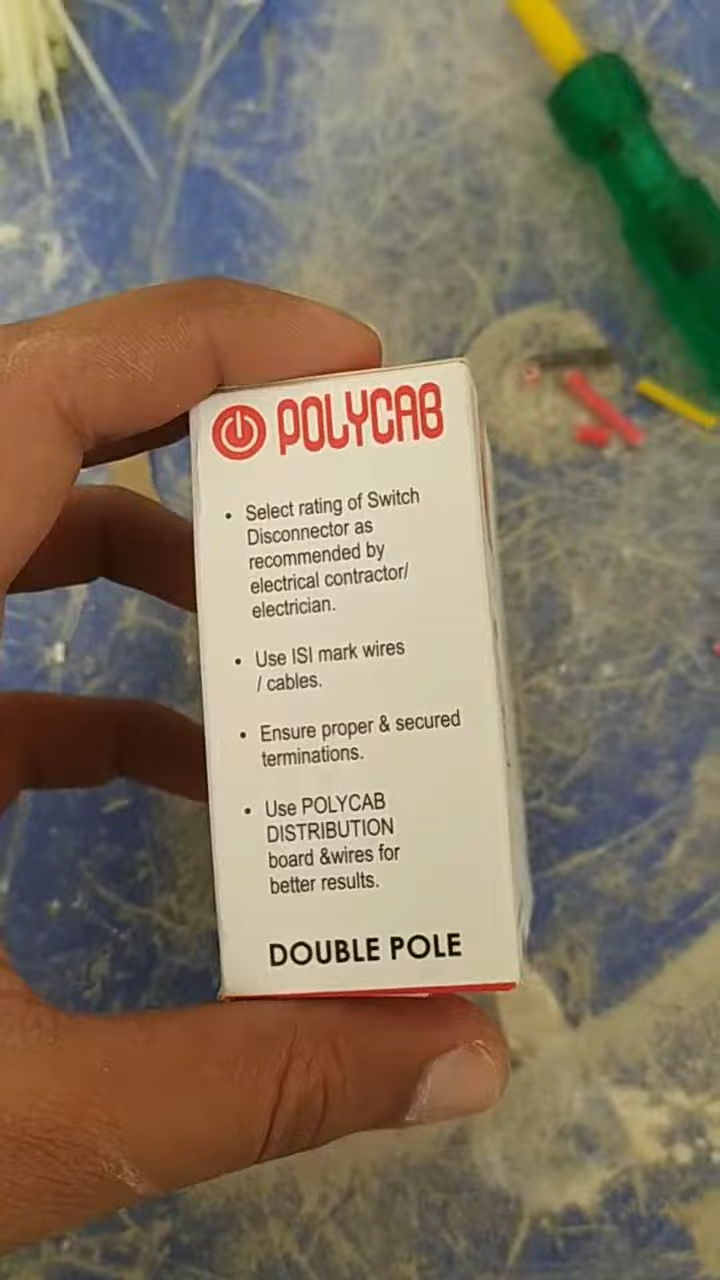 POLYCAB
• Select rating of Switch
Disconnector as
recommended by
electrical contractor/
electrician.
• Use ISI mark wires
/ cables.
• Ensure proper & secured
terminations.
• Use POLYCAB
DISTRIBUTION
board &wires for
better results.
DOUBLE POLE